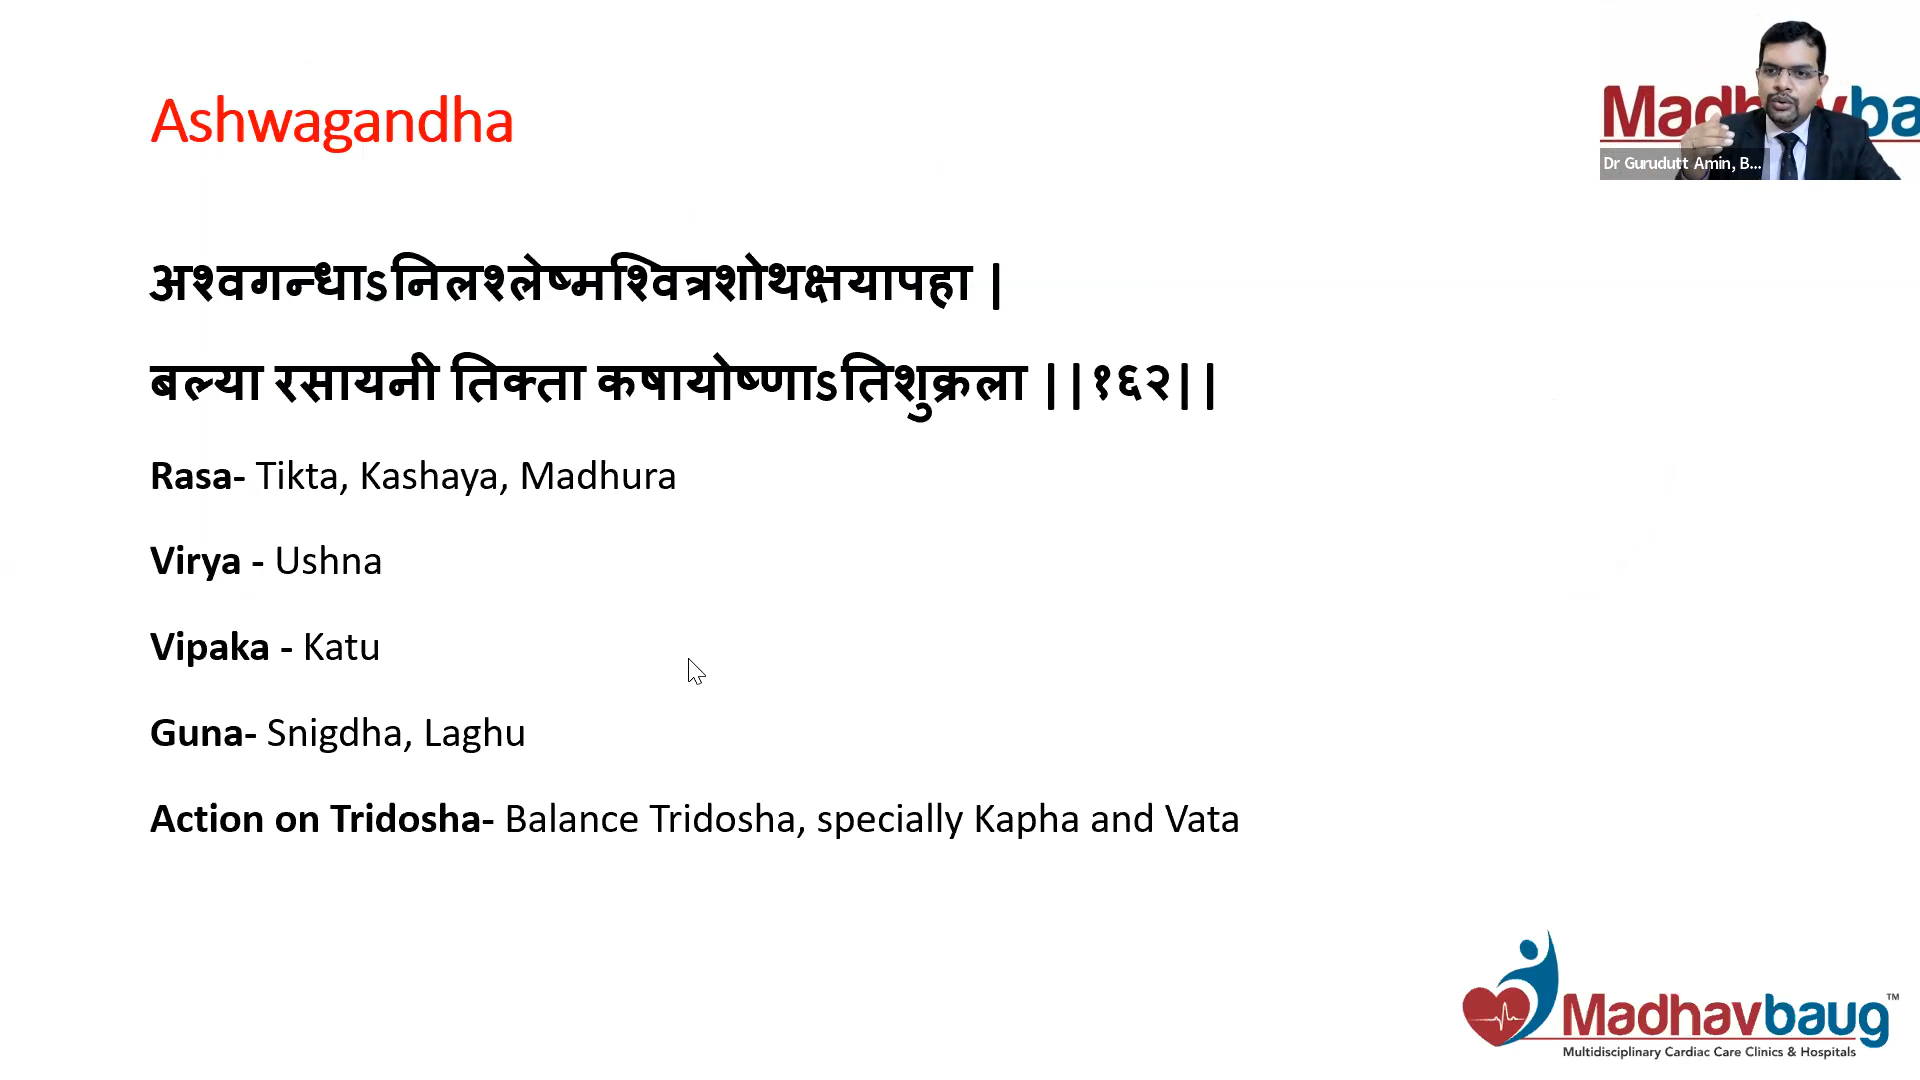 Ashwagandha
Madhavba
Dr Gurudutt Amin, B...
अश्वगन्धाऽनिलश्लेष्मश्वित्रशोथक्षयापहा |
बल्या रसायनी तिक्ता कषायोष्णाऽतिशुक्रला ||१६२||
Rasa- Tikta, Kashaya, Madhura
Virya - Ushna
Vipaka - Katu
Guna- Snigdha, Laghu
Action on Tridosha- Balance Tridosha, specially Kapha and Vata
Madhavbaug™
Multidisciplinary Cardiac Care Clinics & Hospitals